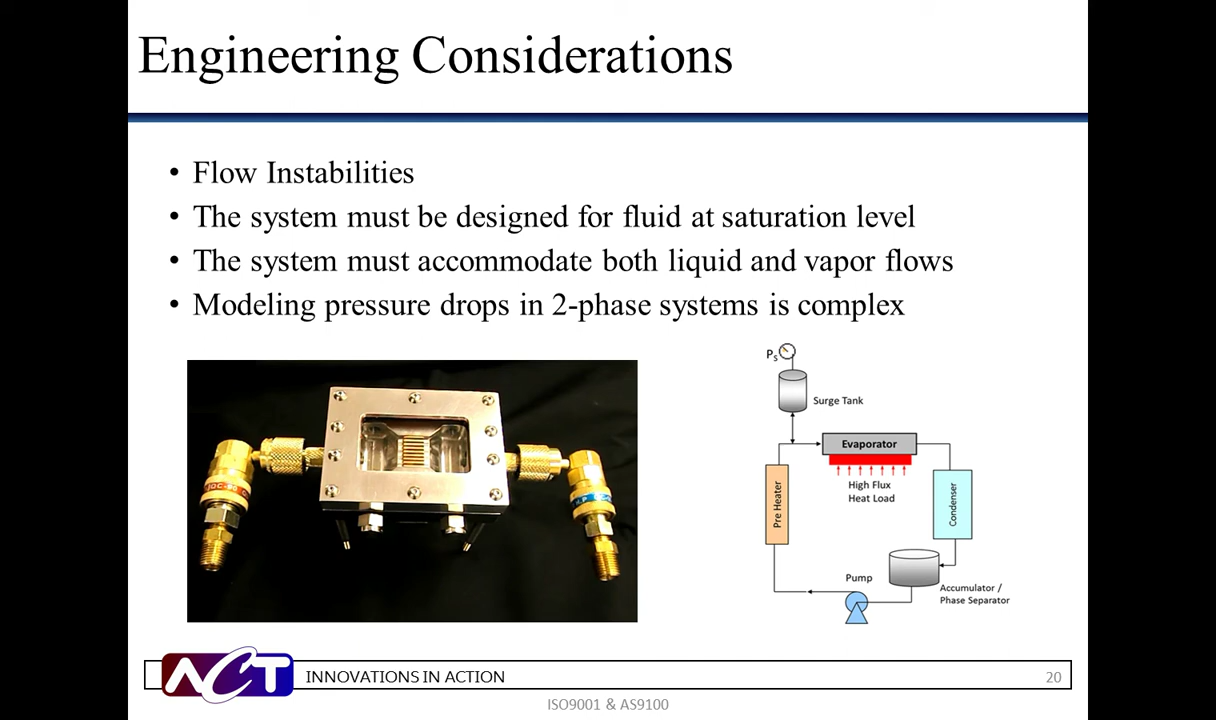 Engineering Considerations
• Flow Instabilities
• The system must be designed for fluid at saturation level
• The system must accommodate both liquid and vapor flows
• Modeling pressure drops in 2-phase systems is complex
PS
Surge Tank
Evaporator
High Flux
Heat Load
Pre Heater
Condenser
Pump
Accumulator /
Phase Separator
ACT
INNOVATIONS IN ACTION
20
ISO9001 & AS9100